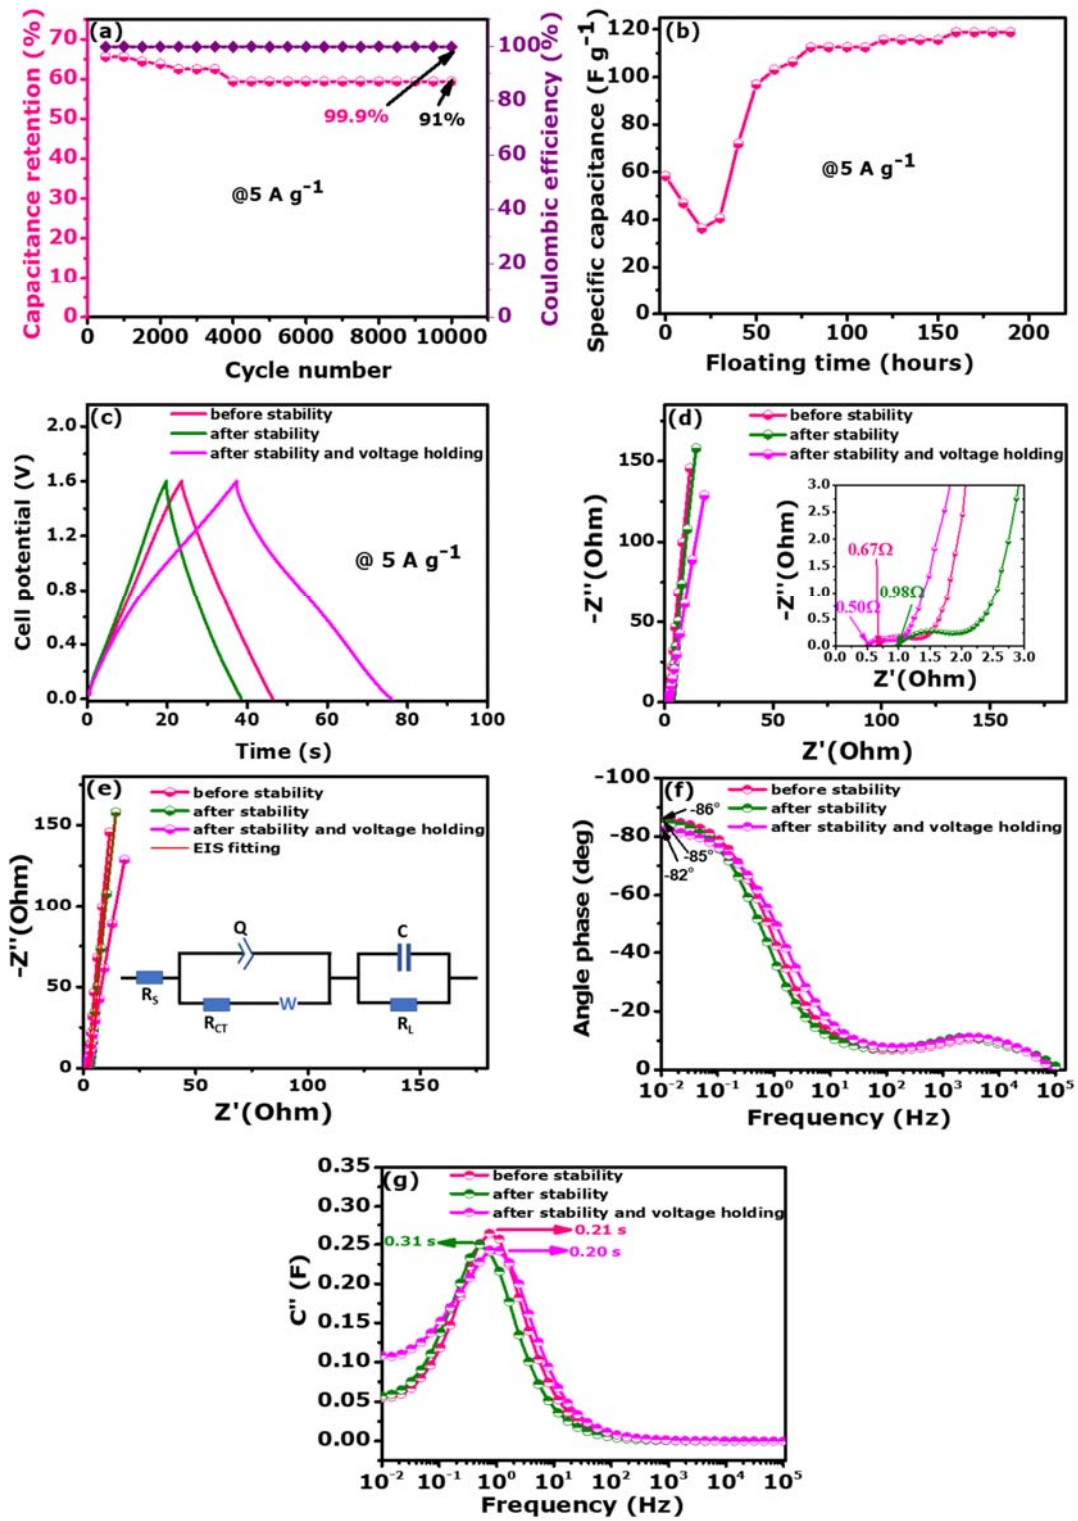 (a)
Capacitance retention (%)
70
60
50
40
30
20
10
0
100
80
60
40
20
0
Coulombic efficiency (%)
99.9%
91%
@5 A g⁻¹
0 2000 4000 6000 8000 10000
Cycle number
(b)
Specific capacitance (F g⁻¹)
120
100
80
60
40
20
0
@5 A g⁻¹
0 50 100 150 200
Floating time (hours)
(c)
before stability
after stability
after stability and voltage holding
Cell potential (V)
2.0
1.6
1.2
0.8
0.4
0.0
@ 5 A g⁻¹
0 20 40 60 80 100
Time (s)
(d)
before stability
after stability
after stability and voltage holding
-Z''(Ohm)
150
100
50
0
-Z''(Ohm)
3.0
2.5
2.0
1.5
1.0
0.5
0.0
0.67Ω
0.98Ω
0.50Ω
0.0 0.5 1.0 1.5 2.0 2.5 3.0
Z'(Ohm)
0 50 100 150
Z'(Ohm)
(e)
before stability
after stability
after stability and voltage holding
EIS fitting
-Z''(Ohm)
150
100
50
0
Q
C
R_S
W
R_CT
R_L
0 50 100 150
Z'(Ohm)
(f)
before stability
after stability
after stability and voltage holding
Angle phase (deg)
-100
-80
-60
-40
-20
0
-86°
-85°
-82°
10⁻² 10⁻¹ 10⁰ 10¹ 10² 10³ 10⁴ 10⁵
Frequency (Hz)
(g)
before stability
after stability
after stability and voltage holding
C'' (F)
0.35
0.30
0.25
0.20
0.15
0.10
0.05
0.00
0.21 s
0.31 s
0.20 s
10⁻² 10⁻¹ 10⁰ 10¹ 10² 10³ 10⁴ 10⁵
Frequency (Hz)